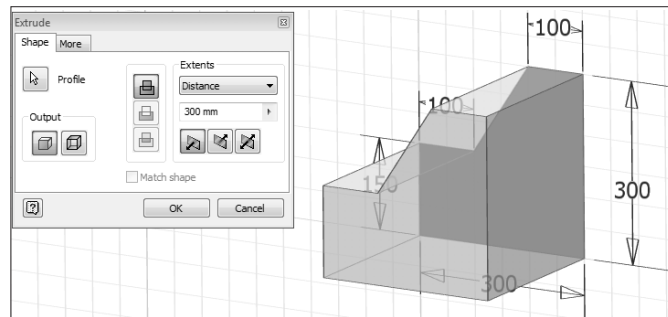 Extrude
Shape
More
Profile
Extents
Distance
300 mm
Output
Match shape
OK
Cancel
100
100
150
300
300